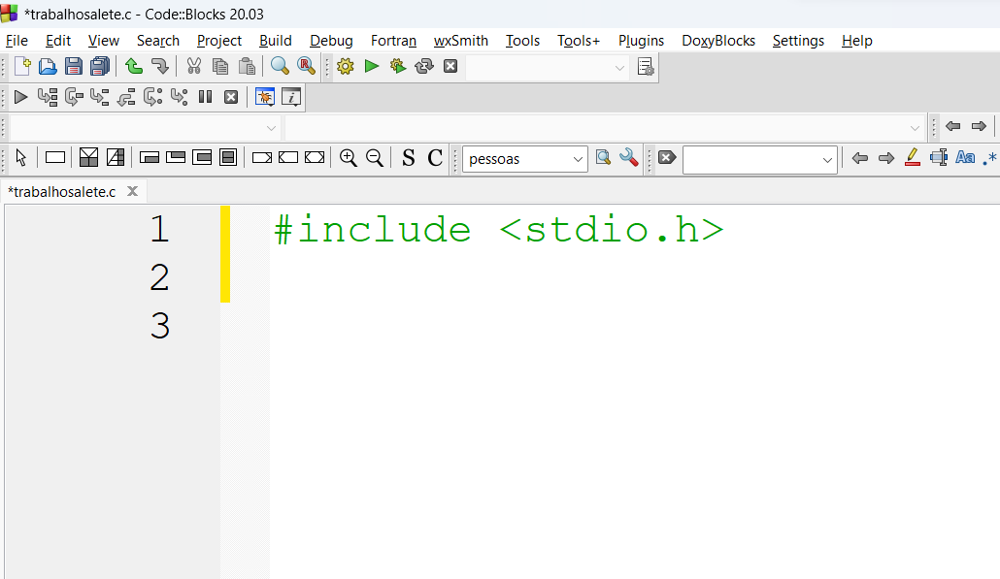 *trabalhosalete.c - Code::Blocks 20.03
File Edit View Search Project Build Debug Fortran wxSmith Tools Tools+ Plugins DoxyBlocks Settings Help
S C pessoas Aa .*
*trabalhosalete.c X
1 #include <stdio.h>
2
3